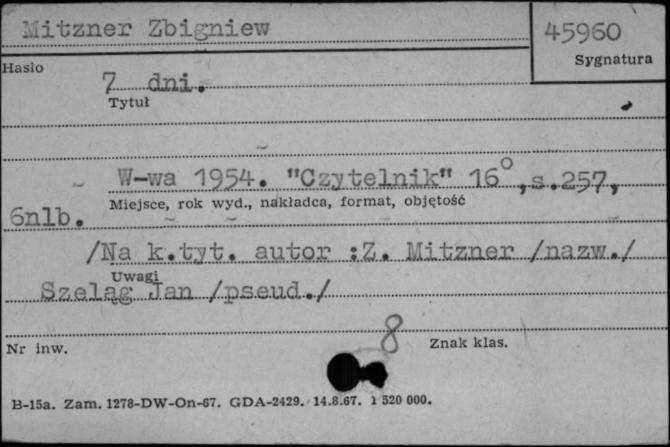 Mitzner Zbigniew
45960
Sygnatura
Hasło
7 dni.
Tytuł
W-wa 1954. "Czytelnik" 16°, s.257,
Miejsce, rok wyd., nakładca, format, objętość
6nlb.
/Na k.tyt. autor :Z. Mitzner /nazw./
Uwagi
Szeląg Jan /pseud./
8
Nr inw.
Znak klas.
B-15a. Zam. 1278-DW-On-67. GDA-2429. 14.8.67. 1 520 000.